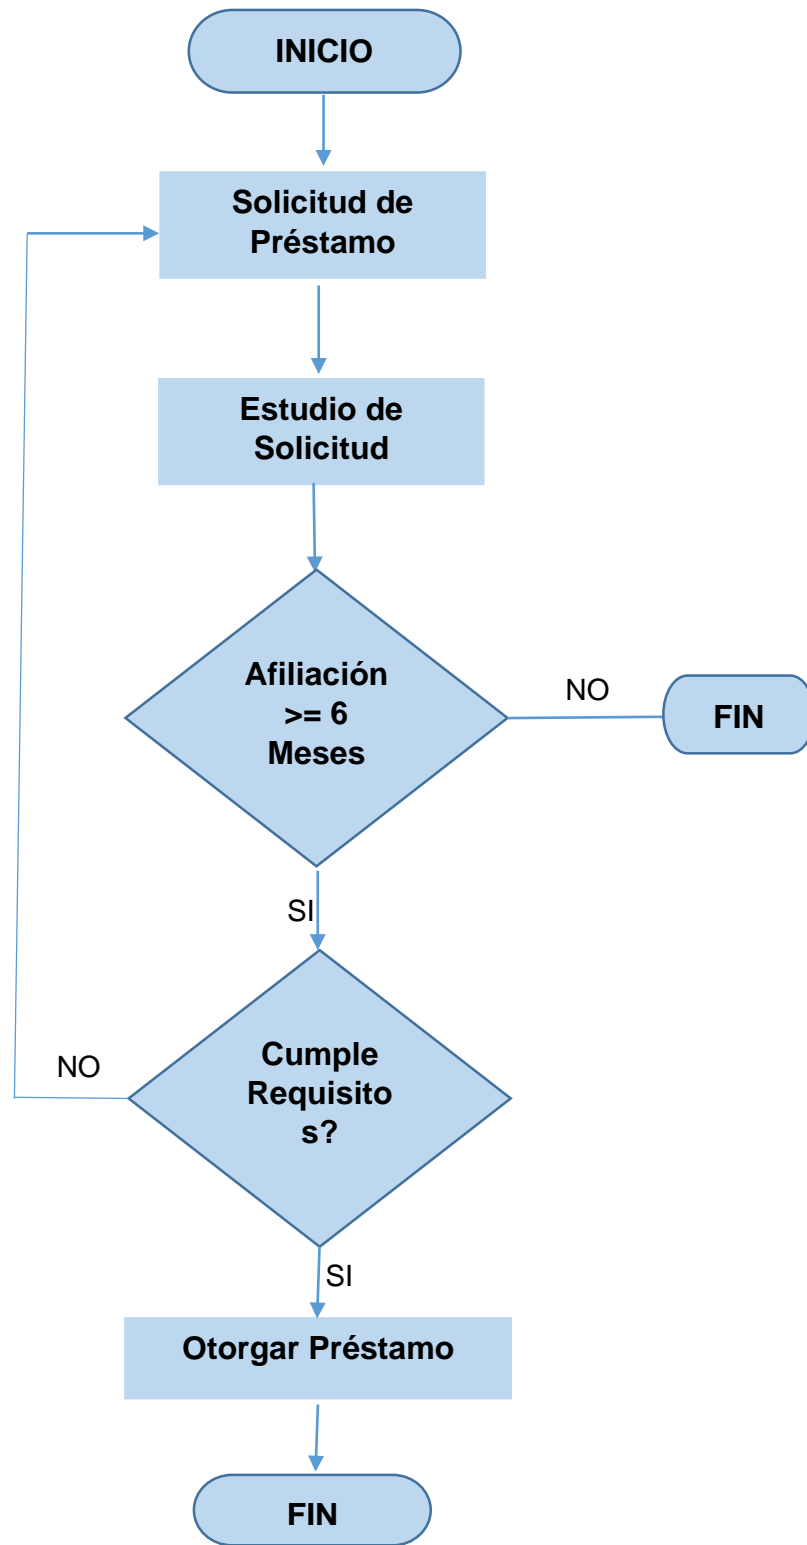 INICIO
Solicitud de
Préstamo
Estudio de
Solicitud
Afiliación
>= 6
Meses
NO
FIN
SI
Cumple
Requisito
s?
NO
SI
Otorgar Préstamo
FIN